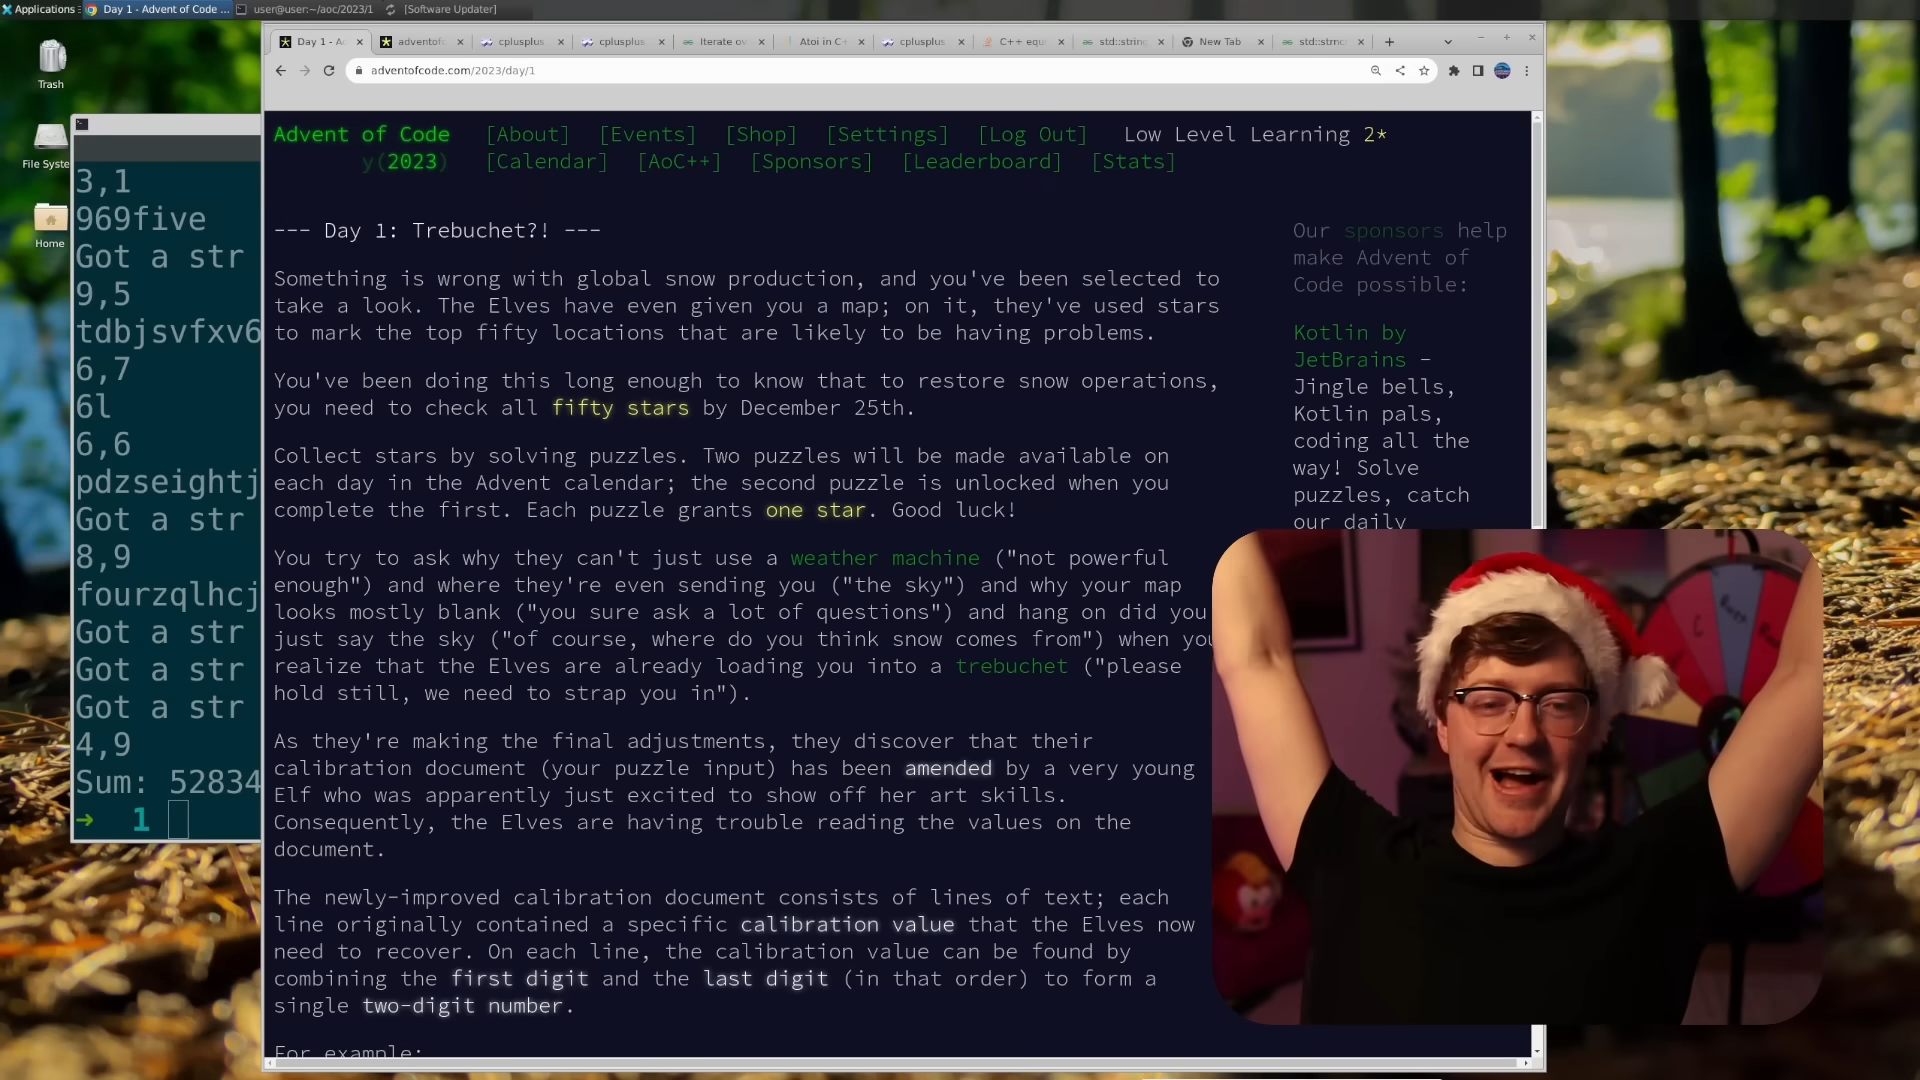 Applications
Day 1 - Advent of Code ...
user@user:~/aoc/2023/1
[Software Updater]
Trash
File Syste
Home
Day 1 - Ac
adventofc
cplusplus
cplusplus
Iterate ov
Atoi in C+
cplusplus
C++ equ
std::string
New Tab
std::strnc
adventofcode.com/2023/day/1
3,1
969five
Got a str
9,5
tdbjsvfxv6
6,7
6l
6,6
pdzseightj
Got a str
8,9
fourzqlhcj
Got a str
Got a str
Got a str
4,9
Sum: 52834
→ 1
Advent of Code [About] [Events] [Shop] [Settings] [Log Out] Low Level Learning 2*
y(2023) [Calendar] [AoC++] [Sponsors] [Leaderboard] [Stats]
--- Day 1: Trebuchet?! ---
Something is wrong with global snow production, and you've been selected to
take a look. The Elves have even given you a map; on it, they've used stars
to mark the top fifty locations that are likely to be having problems.
You've been doing this long enough to know that to restore snow operations,
you need to check all fifty stars by December 25th.
Collect stars by solving puzzles. Two puzzles will be made available on
each day in the Advent calendar; the second puzzle is unlocked when you
complete the first. Each puzzle grants one star. Good luck!
You try to ask why they can't just use a weather machine ("not powerful
enough") and where they're even sending you ("the sky") and why your map
looks mostly blank ("you sure ask a lot of questions") and hang on did you
just say the sky ("of course, where do you think snow comes from") when you
realize that the Elves are already loading you into a trebuchet ("please
hold still, we need to strap you in").
As they're making the final adjustments, they discover that their
calibration document (your puzzle input) has been amended by a very young
Elf who was apparently just excited to show off her art skills.
Consequently, the Elves are having trouble reading the values on the
document.
The newly-improved calibration document consists of lines of text; each
line originally contained a specific calibration value that the Elves now
need to recover. On each line, the calibration value can be found by
combining the first digit and the last digit (in that order) to form a
single two-digit number.
For example:
Our sponsors help
make Advent of
Code possible:
Kotlin by
JetBrains -
Jingle bells,
Kotlin pals,
coding all the
way! Solve
puzzles, catch
our daily